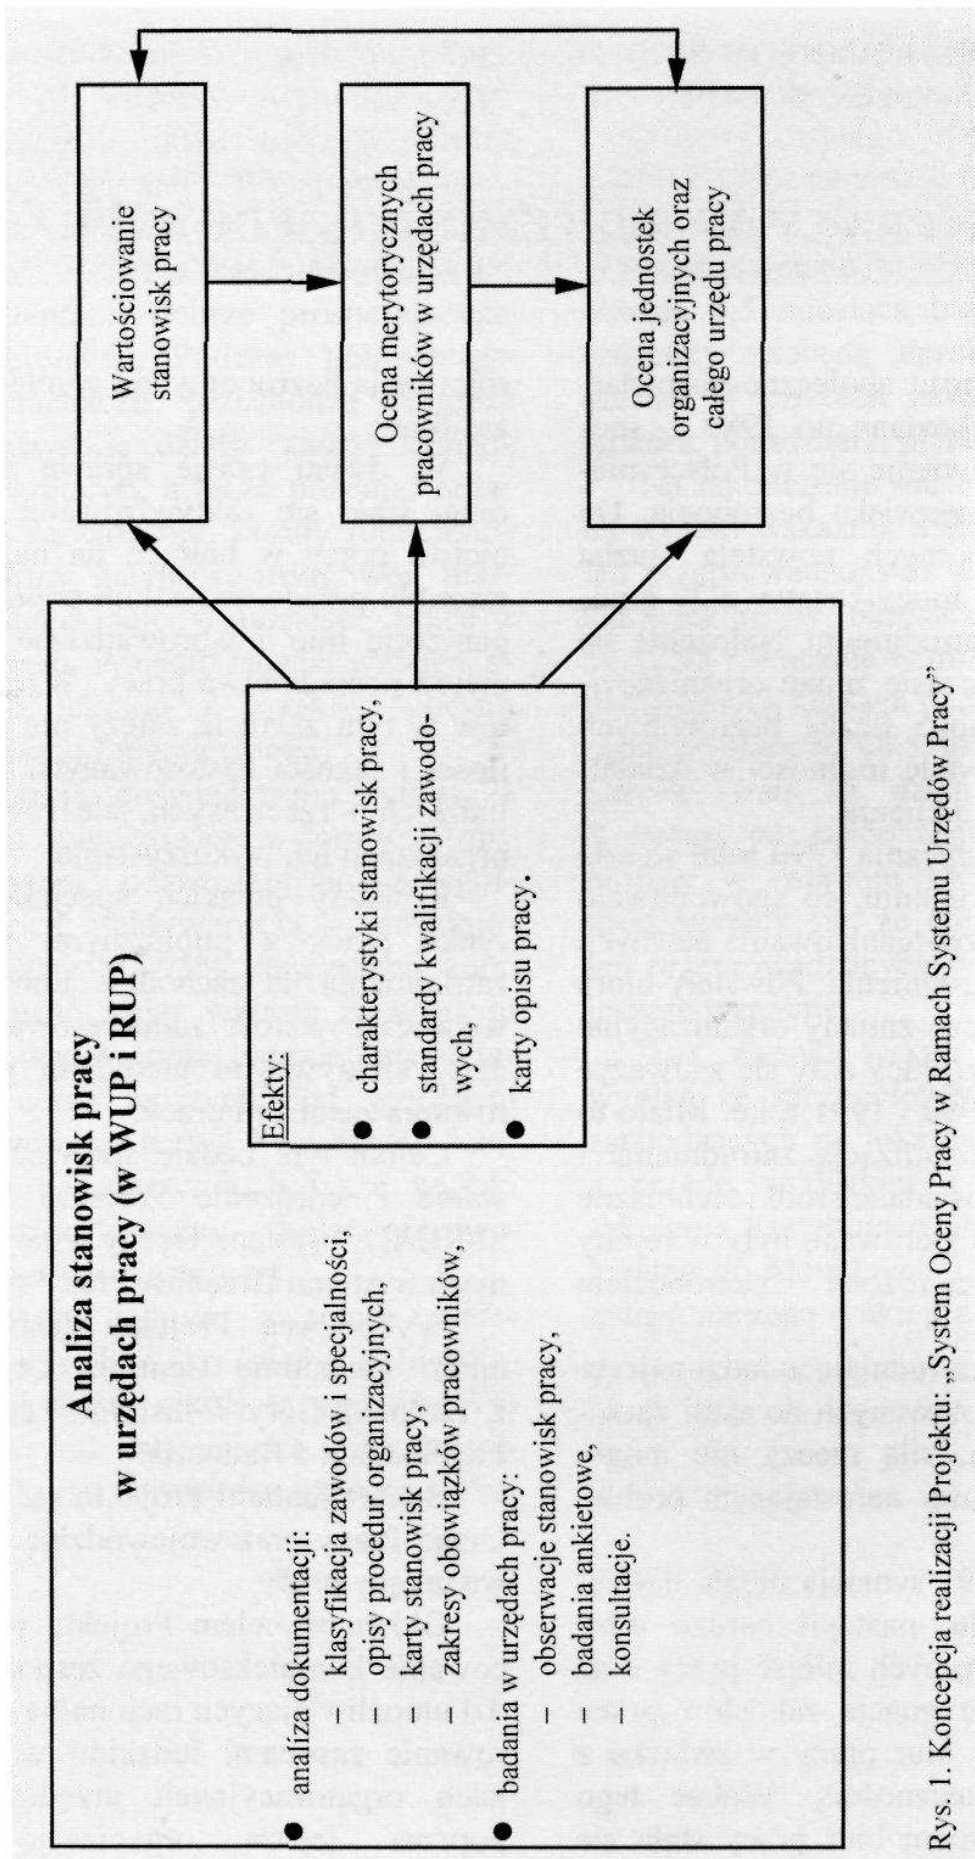 Analiza stanowisk pracy
w urzędach pracy (w WUP i RUP)
● analiza dokumentacji:
– klasyfikacja zawodów i specjalności,
– opisy procedur organizacyjnych,
– karty stanowisk pracy,
– zakresy obowiązków pracowników,
● badania w urzędach pracy:
– obserwacje stanowisk pracy,
– badania ankietowe,
– konsultacje.
Efekty:
● charakterystyki stanowisk pracy,
● standardy kwalifikacji zawodo-
wych,
● karty opisu pracy.
Wartościowanie
stanowisk pracy
Ocena merytorycznych
pracowników w urzędach pracy
Ocena jednostek
organizacyjnych oraz
całego urzędu pracy
Rys. 1. Koncepcja realizacji Projektu: „System Oceny Pracy w Ramach Systemu Urzędów Pracy”